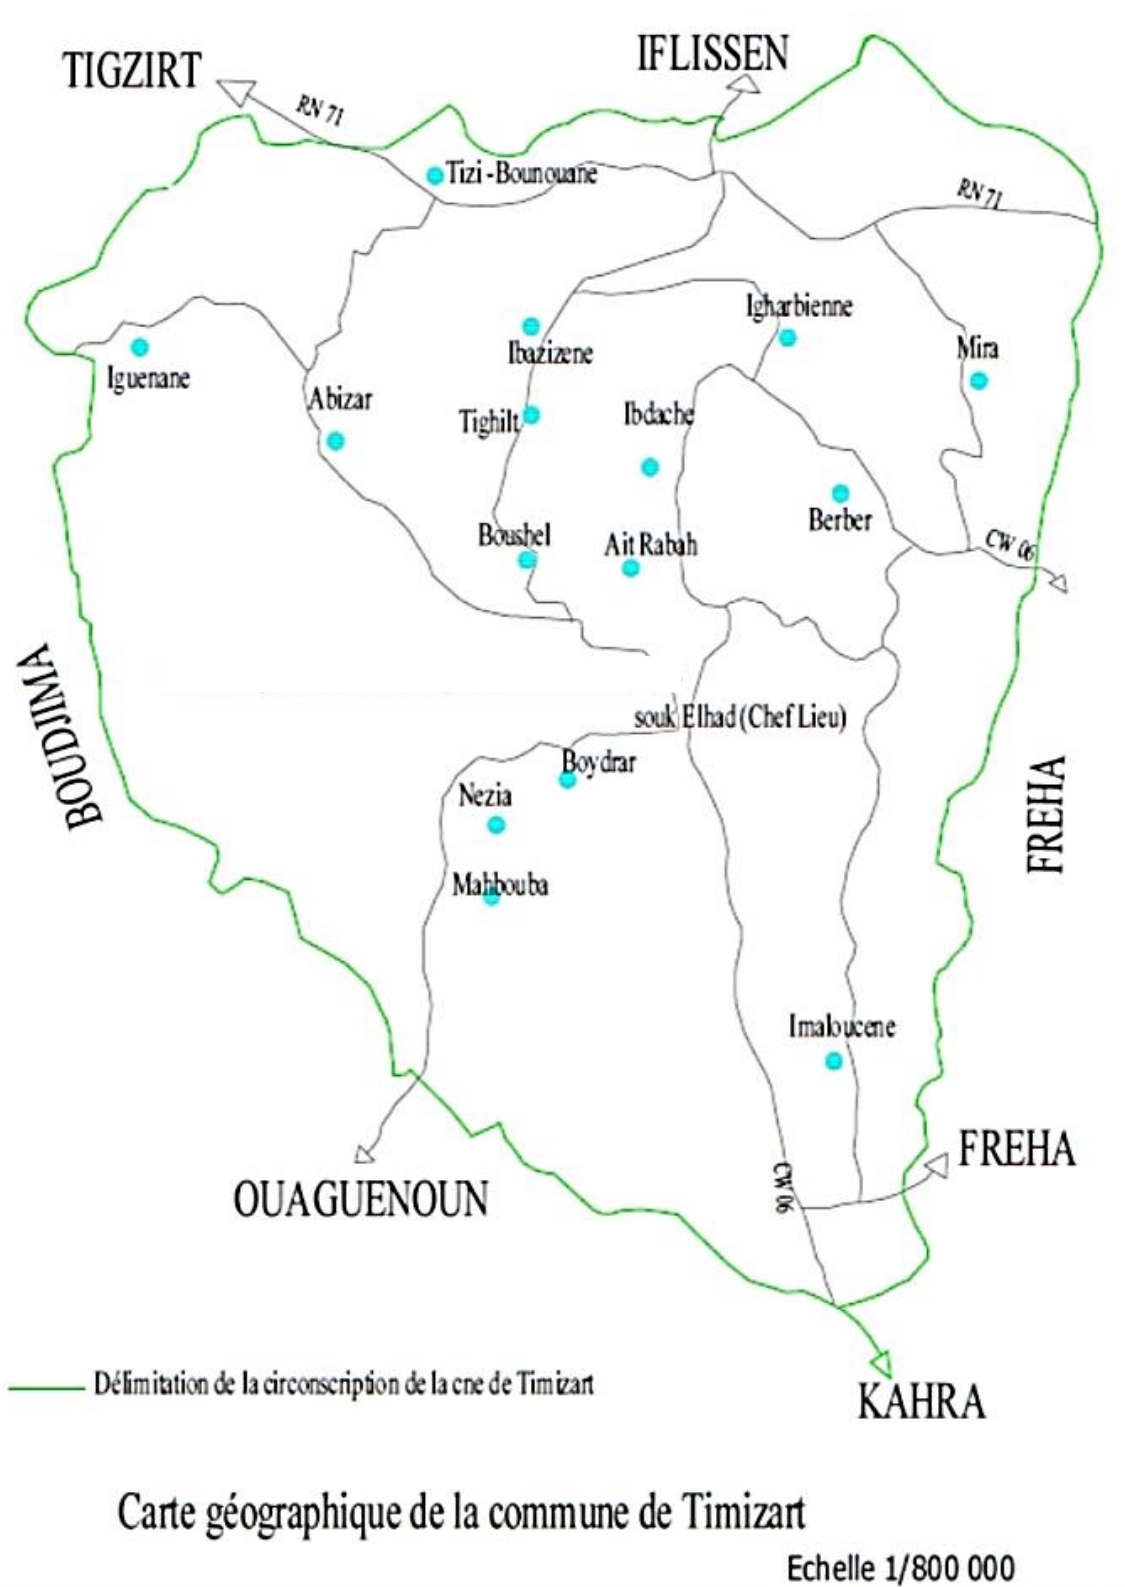 IFLISSEN
TIGZIRT
RN 71
Tizi-Bounouane
RN 71
Igharbienne
Ibazizene
Mira
Iguenane
Abizar
Ibdache
Tighilt
Berber
Boushel
Ait Rabah
CW 06
BOUDJIMA
souk Elhad (Chef Lieu)
Boydrar
Nezia
FREHA
Mahbouba
Imaloucene
FREHA
CW 06
OUAGUENOUN
Délimitation de la circonscription de la cne de Timizart
KAHRA
Carte géographique de la commune de Timizart
Echelle 1/800 000